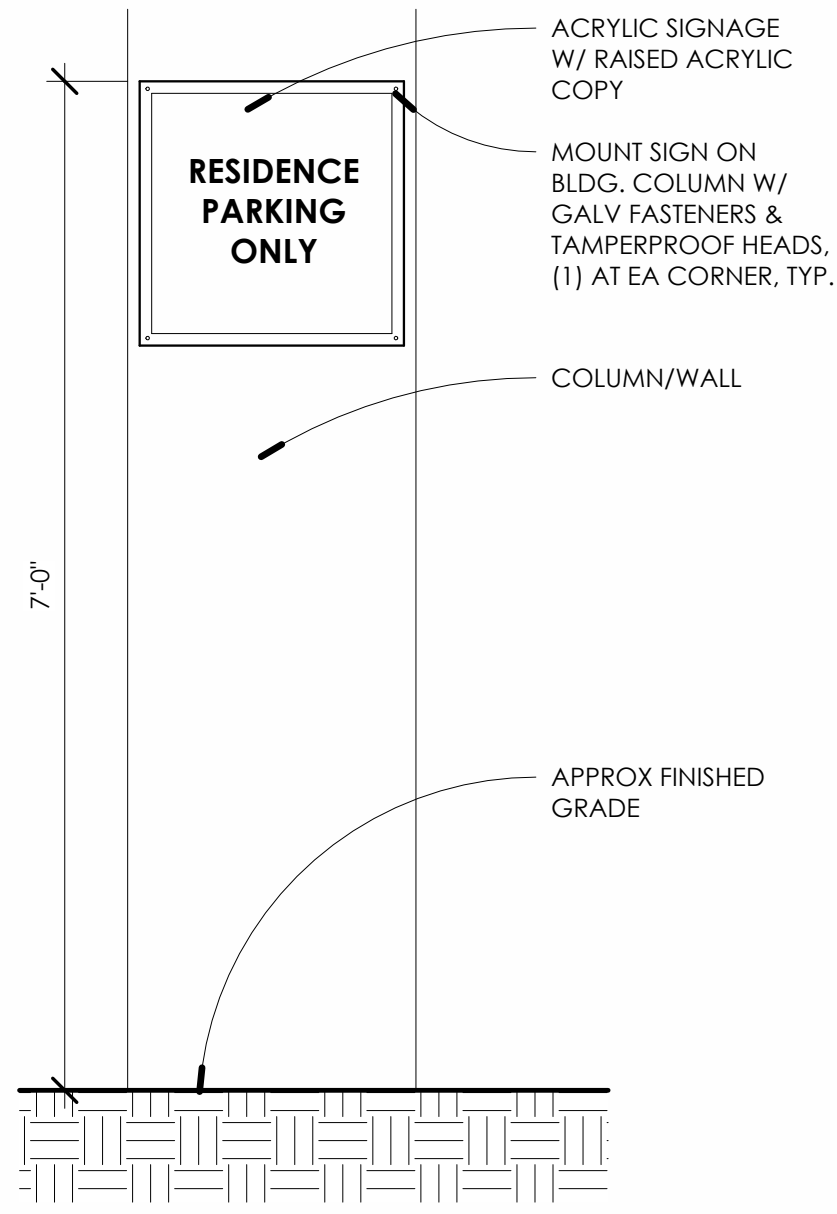 ACRYLIC SIGNAGE
W/ RAISED ACRYLIC
COPY
MOUNT SIGN ON
BLDG. COLUMN W/
GALV FASTENERS &
TAMPERPROOF HEADS,
(1) AT EA CORNER, TYP.
RESIDENCE
PARKING
ONLY
COLUMN/WALL
7'-0"
APPROX FINISHED
GRADE